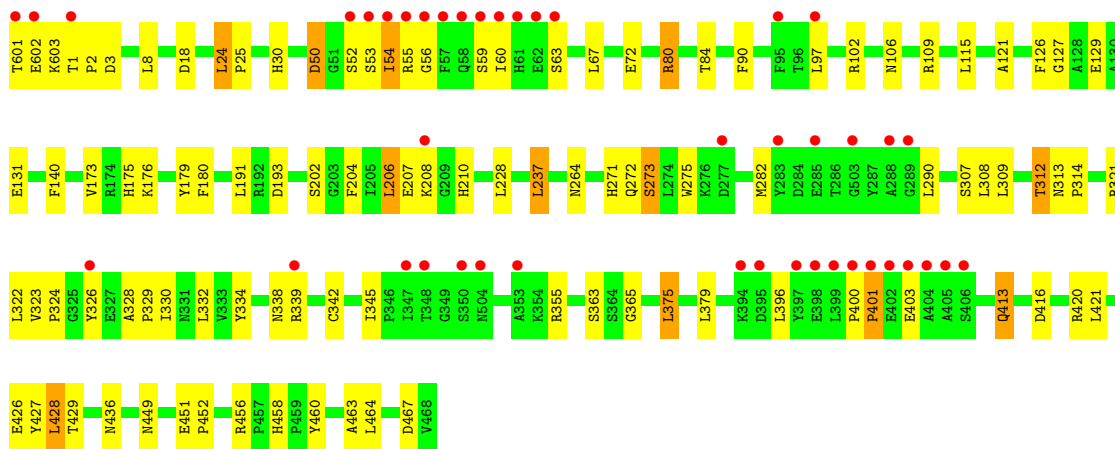 T601 E602 K603 T1 P2 D3 L8 D18 L24 P25 H30 D50 G51 S52 S53 I54 R55 G56 F57 Q58 S59 I60 H61 E62 S63 L67 E72 R80 T84 F90 F95 T96 L97 R102 N106 R109 L115 A121 F126 G127 A128 E129 A130
E131 F140 V173 R174 H175 K176 Y179 F180 L191 R192 D193 S202 G203 F204 I205 L206 E207 K208 G209 H210 L228 L237 N264 H271 Q272 S273 L274 W275 K276 D277 M282 Y283 D284 E285 T286 G503 Y287 A288 G289 L290 S307 L308 L309 T312 N313 P314
L322 V323 P324 G325 Y326 E327 A328 P329 I330 N331 L332 V333 Y334 N338 R339 C342 I345 P346 I347 T348 G349 S350 N504 A353 K354 R355 S363 S364 G365 L375 L379 K394 D395 L396 Y397 E398 L399 P400 P401 E402 E403 A404 A405 S406 Q413 D416 R420 L421
E426 Y427 L428 T429 N436 N449 E451 P452 R456 P457 H458 P459 Y460 A463 L464 D467 V468